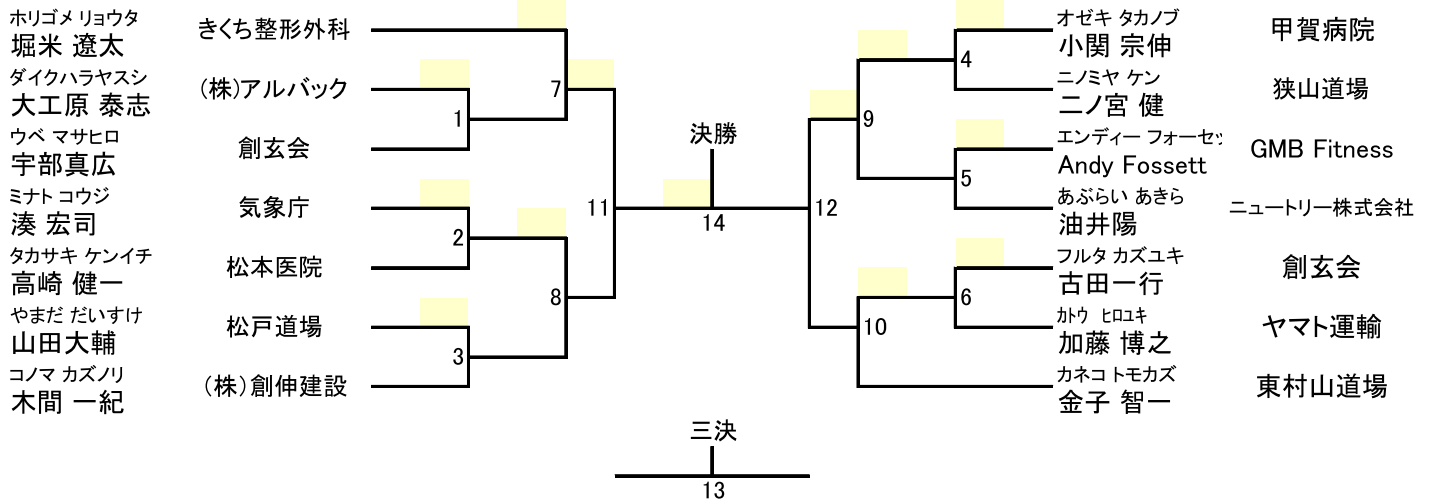 ホリゴメ リョウタ
堀米 遼太
きくち整形外科
ダイクハラヤスシ
大工原 泰志
(株)アルバック
ウベ マサヒロ
宇部真広
創玄会
ミナト コウジ
湊 宏司
気象庁
タカサキ ケンイチ
高崎 健一
松本医院
やまだ だいすけ
山田大輔
松戸道場
コノマ カズノリ
木間 一紀
(株)創伸建設
1
2
3
7
8
11
決勝
14
三決
13
12
9
10
4
5
6
オゼキ タカノブ
小関 宗伸
甲賀病院
ニノミヤ ケン
二ノ宮 健
狭山道場
エンディー フォーセッ
Andy Fossett
GMB Fitness
あぶらい あきら
油井陽
ニュートリー株式会社
フルタ カズユキ
古田一行
創玄会
カトウ ヒロユキ
加藤 博之
ヤマト運輸
カネコ トモカズ
金子 智一
東村山道場